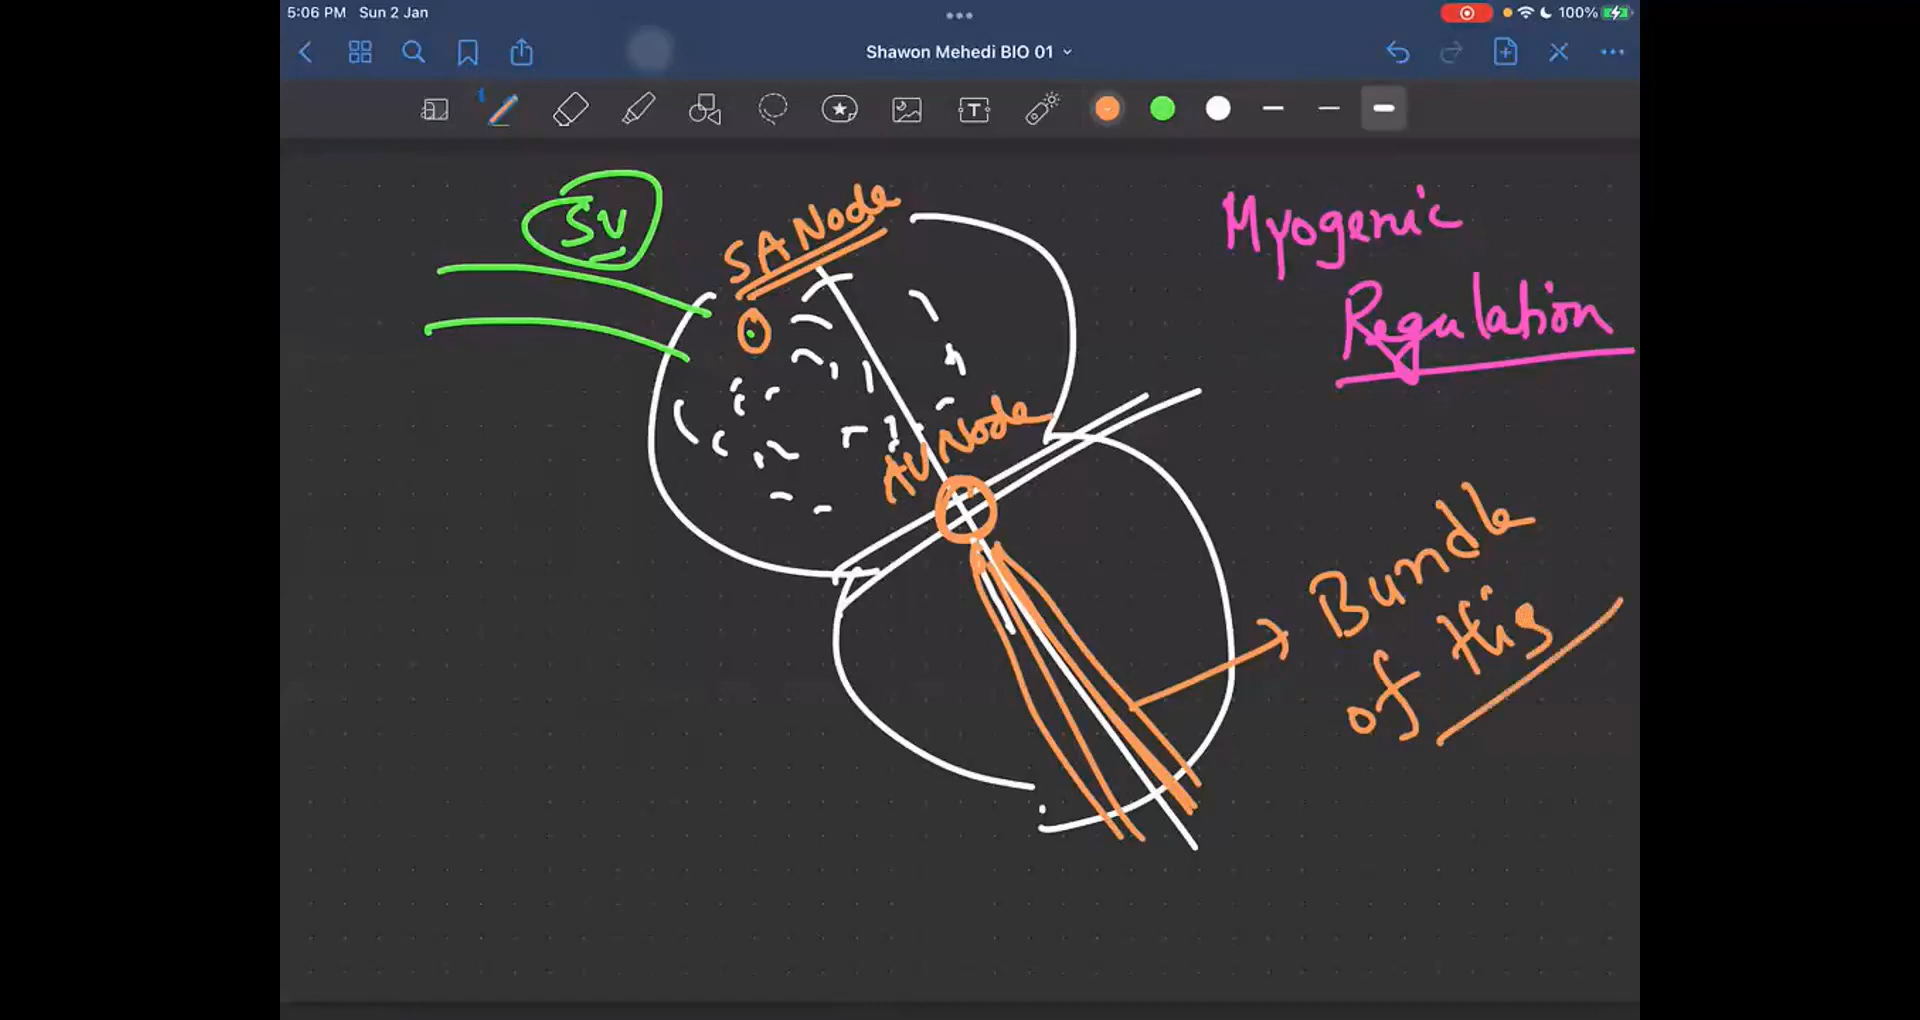 5:06 PM Sun 2 Jan
100%
Shawon Mehedi BIO 01
T
SV
SA Node
Myogenic
Regulation
AV Node
Bundle
of His